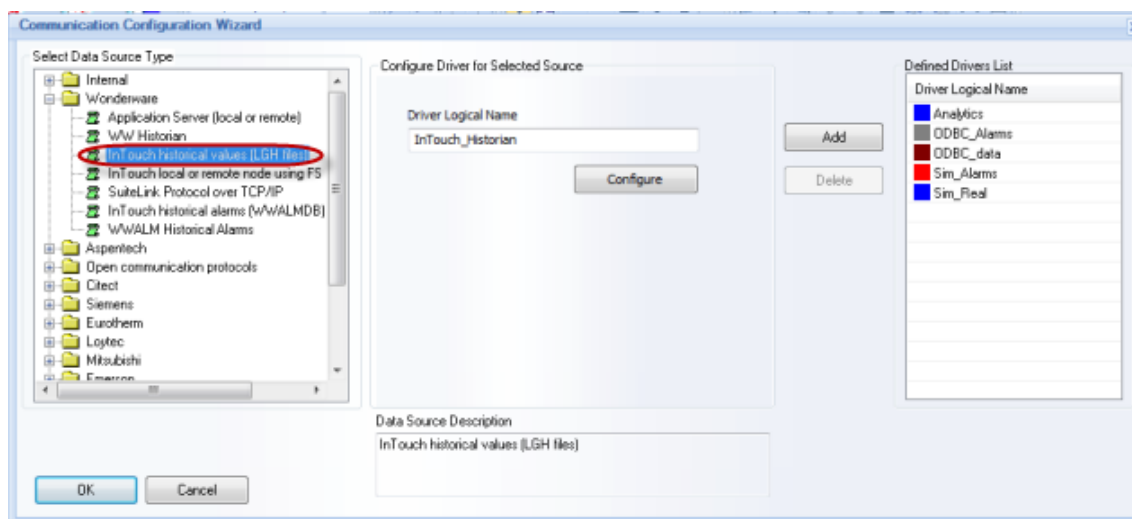 Communication Configuration Wizard
Select Data Source Type
Internal
Wonderware
Application Server (local or remote)
WW Historian
InTouch historical values (LGH files)
InTouch local or remote node using FS
SuiteLink Protocol over TCP/IP
InTouch historical alarms (WWALMDB)
WWALM Historical Alarms
Aspentech
Open communication protocols
Citect
Siemens
Eurotherm
Loytec
Mitsubishi
Emerson
Configure Driver for Selected Source
Driver Logical Name
InTouch_Historian
Configure
Add
Delete
Defined Drivers List
Driver Logical Name
Analytics
ODBC_Alarms
ODBC_data
Sim_Alarms
Sim_Real
Data Source Description
InTouch historical values (LGH files)
OK
Cancel